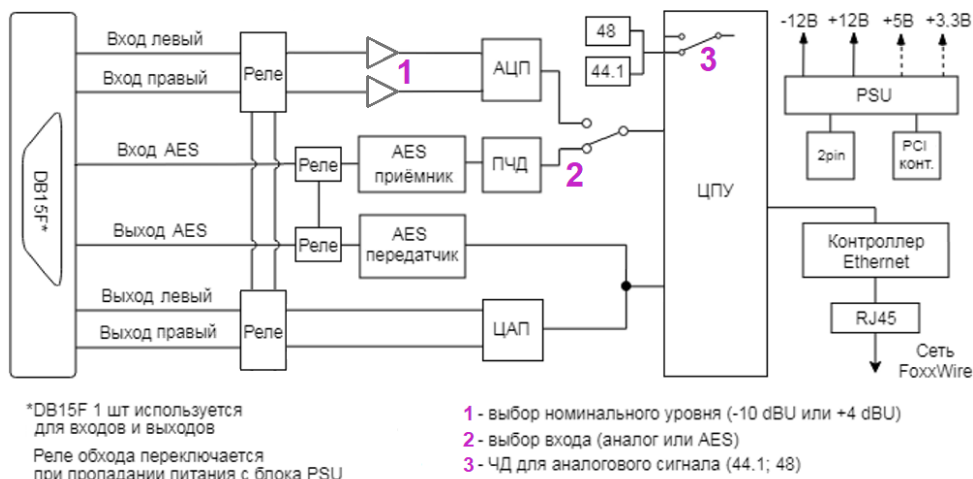 -12В +12В +5В +3.3В
Вход левый
Вход правый
Реле
1
АЦП
48
44.1
3
PSU
2pin
PCI
конт.
DB15F*
Вход AES
Реле
AES
приёмник
ПЧД
2
ЦПУ
Выход AES
Реле
AES
передатчик
Контроллер
Ethernet
Выход левый
Выход правый
Реле
ЦАП
RJ45
Сеть
FoxxWire
*DB15F 1 шт используется
для входов и выходов
Реле обхода переключается
при пропадании питания с блока PSU
1 - выбор номинального уровня (-10 dBU или +4 dBU)
2 - выбор входа (аналог или AES)
3 - ЧД для аналогового сигнала (44.1; 48)